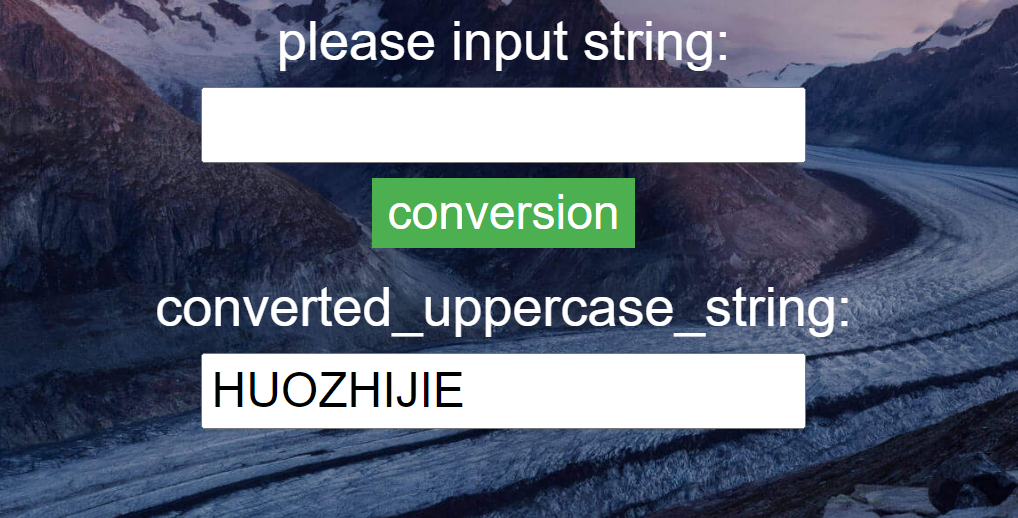 please input string:
conversion
converted_uppercase_string:
HUOZHIJIE